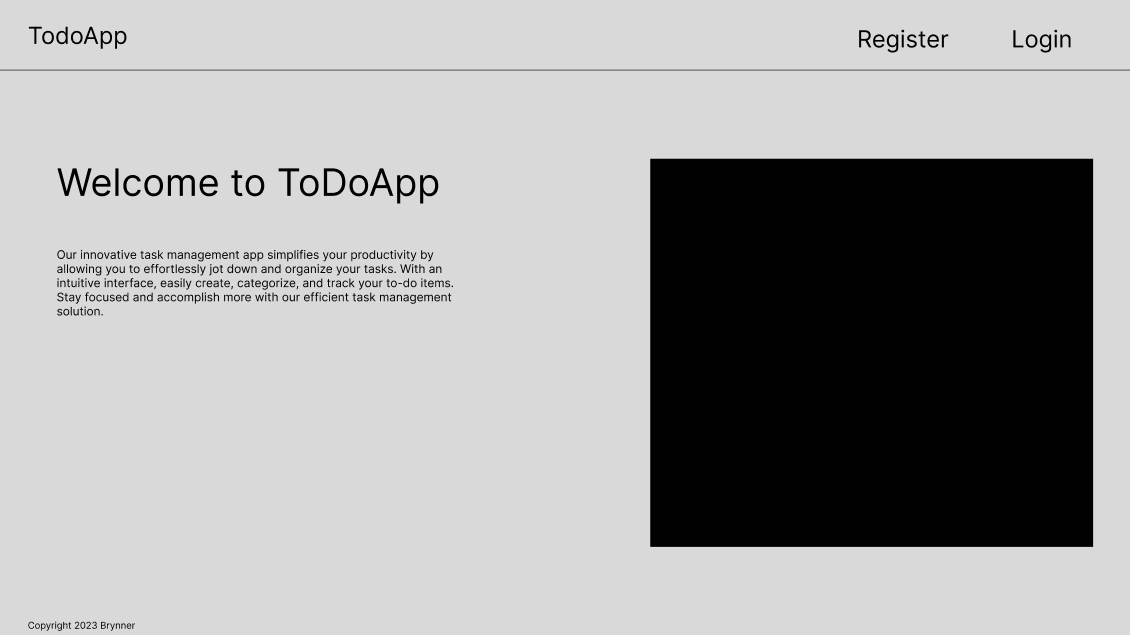 TodoApp
Register
Login
Welcome to ToDoApp
Our innovative task management app simplifies your productivity by
allowing you to effortlessly jot down and organize your tasks. With an
intuitive interface, easily create, categorize, and track your to-do items.
Stay focused and accomplish more with our efficient task management
solution.
Copyright 2023 Brynner